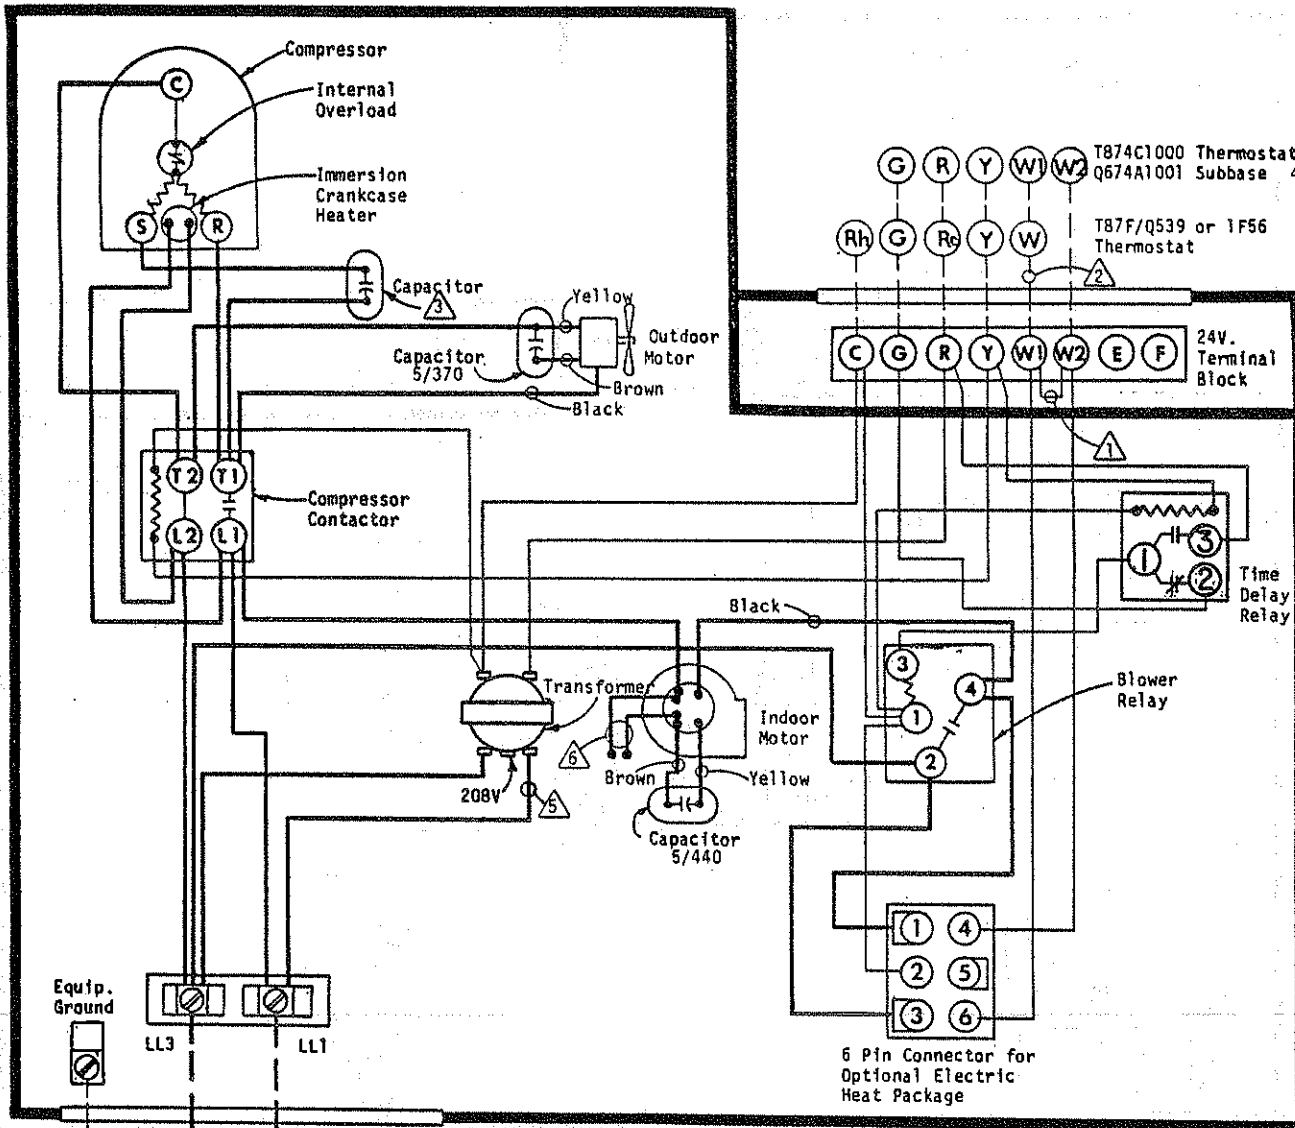 Compressor
C
Internal
Overload
Immersion
Crankcase
Heater
S
R
G R Y W1 W2
T874C1000 Thermostat
Q674A1001 Subbase 4
Rh G Rc Y W
T87F/Q539 or 1F56
Thermostat
2
Capacitor
3
Yellow
Outdoor
Motor
Capacitor
5/370
Brown
Black
C G R Y W1 W2 E F
24V.
Terminal
Block
1
T2 T1
L2 L1
Compressor
Contactor
3
1
2
Time
Delay
Relay
Black
3
4
1
2
Blower
Relay
Transformer
Indoor
Motor
6
Brown
Yellow
208V
5
Capacitor
5/440
1 4
2 5
3 6
Equip.
Ground
LL3
LL1
6 Pin Connector for
Optional Electric
Heat Package